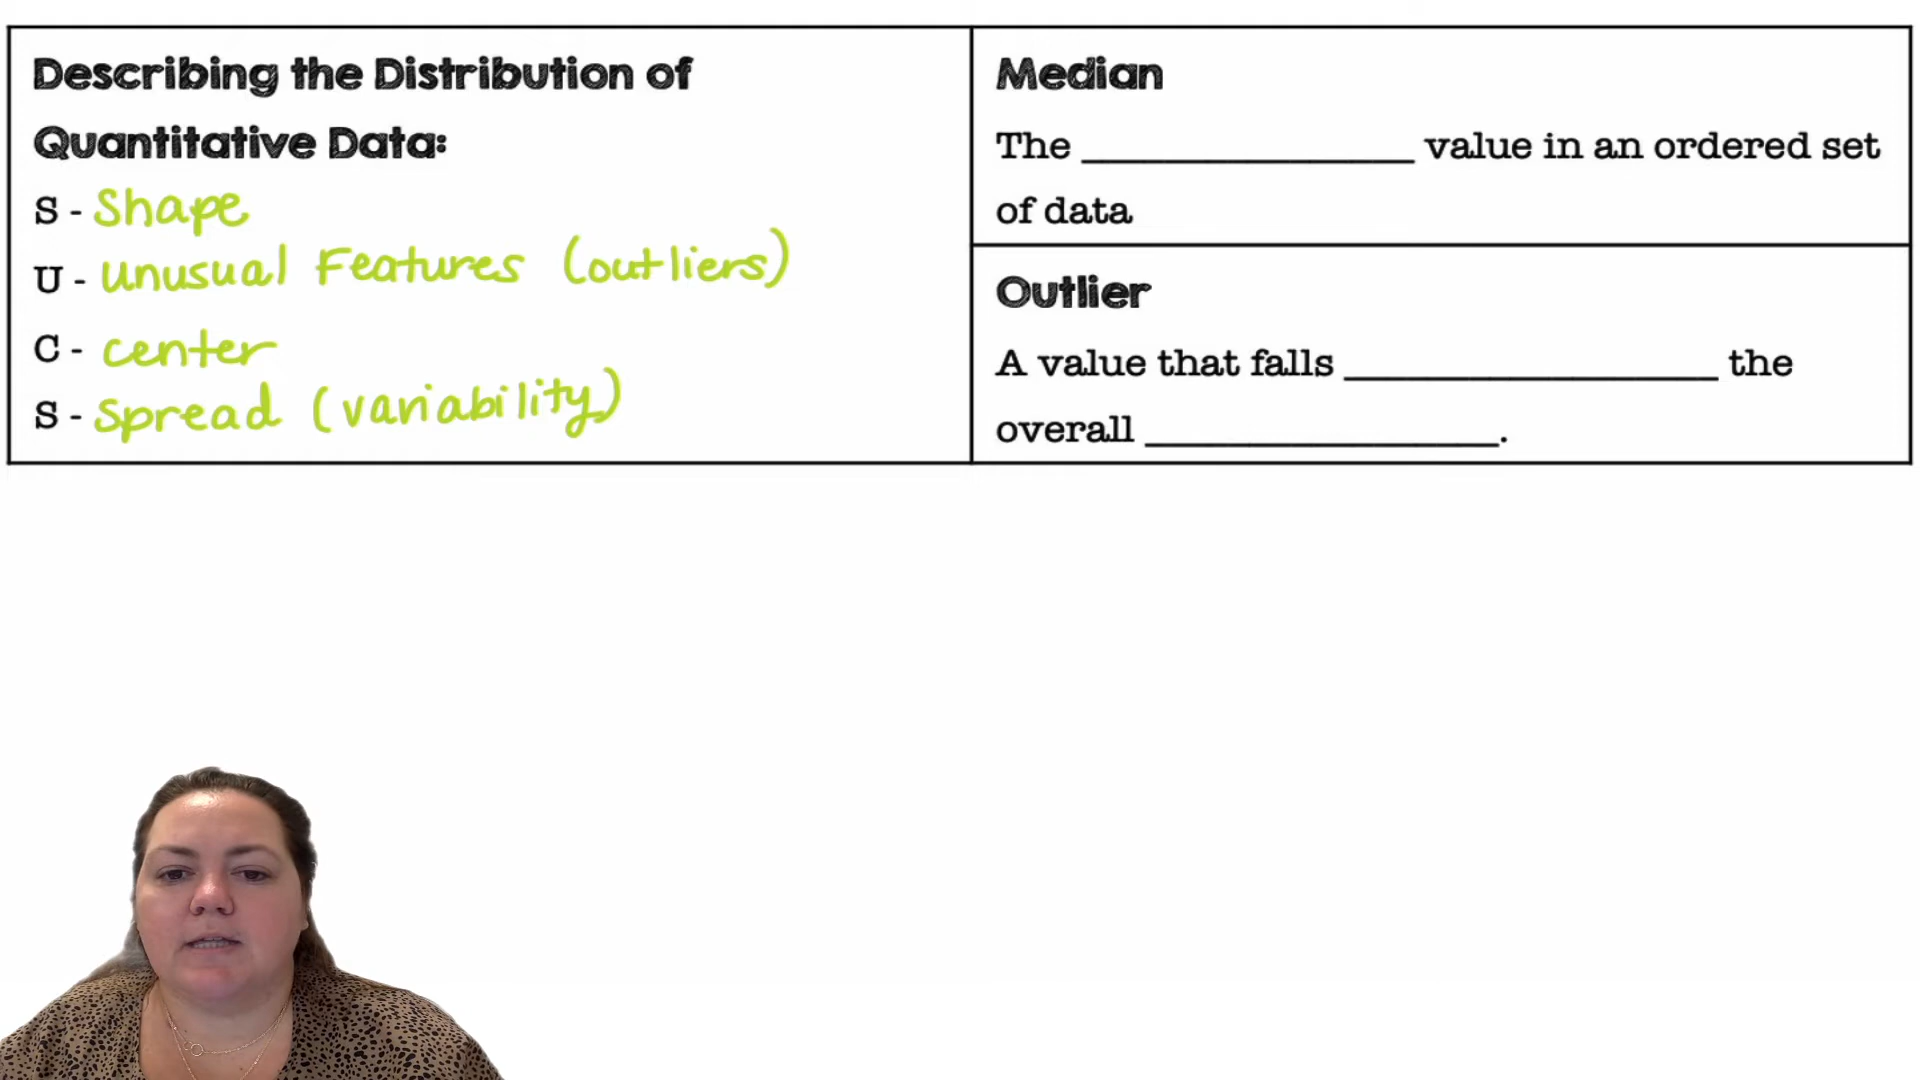 Describing the Distribution of
Quantitative Data:
S - Shape
U - Unusual Features (outliers)
C - center
S - Spread (variability)
Median
The ________________ value in an ordered set
of data
Outlier
A value that falls __________________ the
overall _________________.